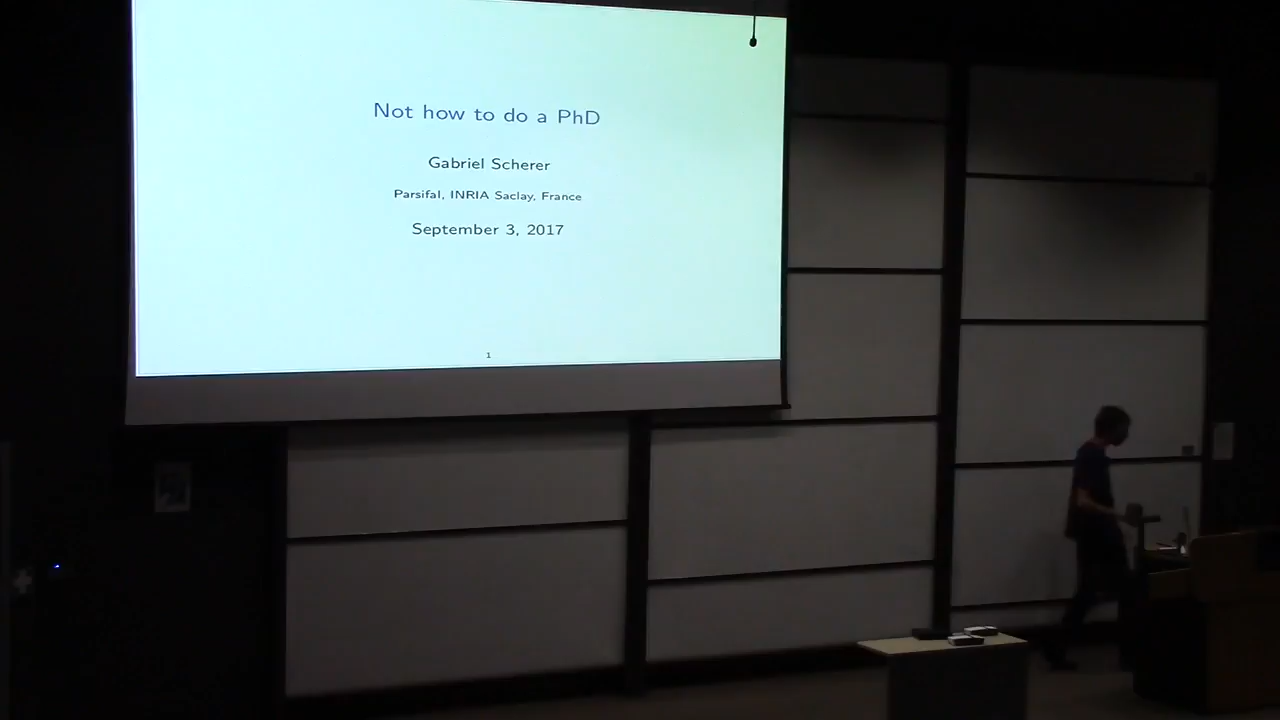 Not how to do a PhD
Gabriel Scherer
Parsifal, INRIA Saclay, France
September 3, 2017
1